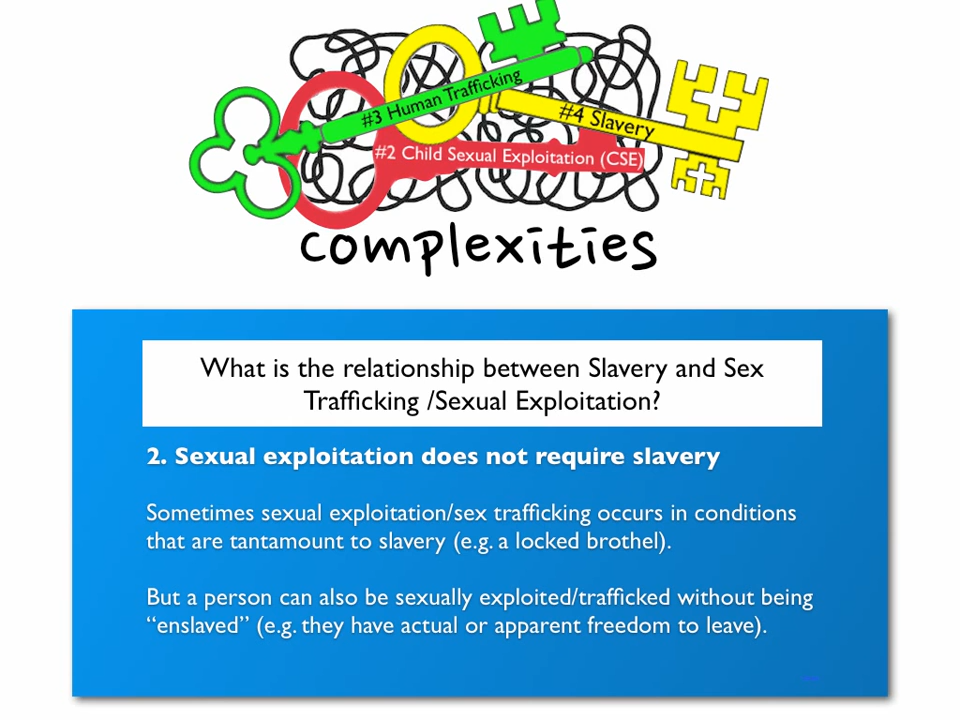 #3 Human Trafficking
#4 Slavery
#2 Child Sexual Exploitation (CSE)
complexities
What is the relationship between Slavery and Sex
Trafficking /Sexual Exploitation?
2. Sexual exploitation does not require slavery
Sometimes sexual exploitation/sex trafficking occurs in conditions
that are tantamount to slavery (e.g. a locked brothel).
But a person can also be sexually exploited/trafficked without being
“enslaved” (e.g. they have actual or apparent freedom to leave).